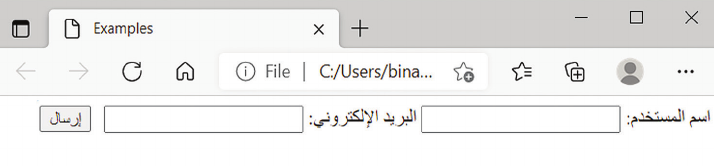 Examples
File | C:/Users/bina...
اسم المستخدم: البريد الإلكتروني: إرسال